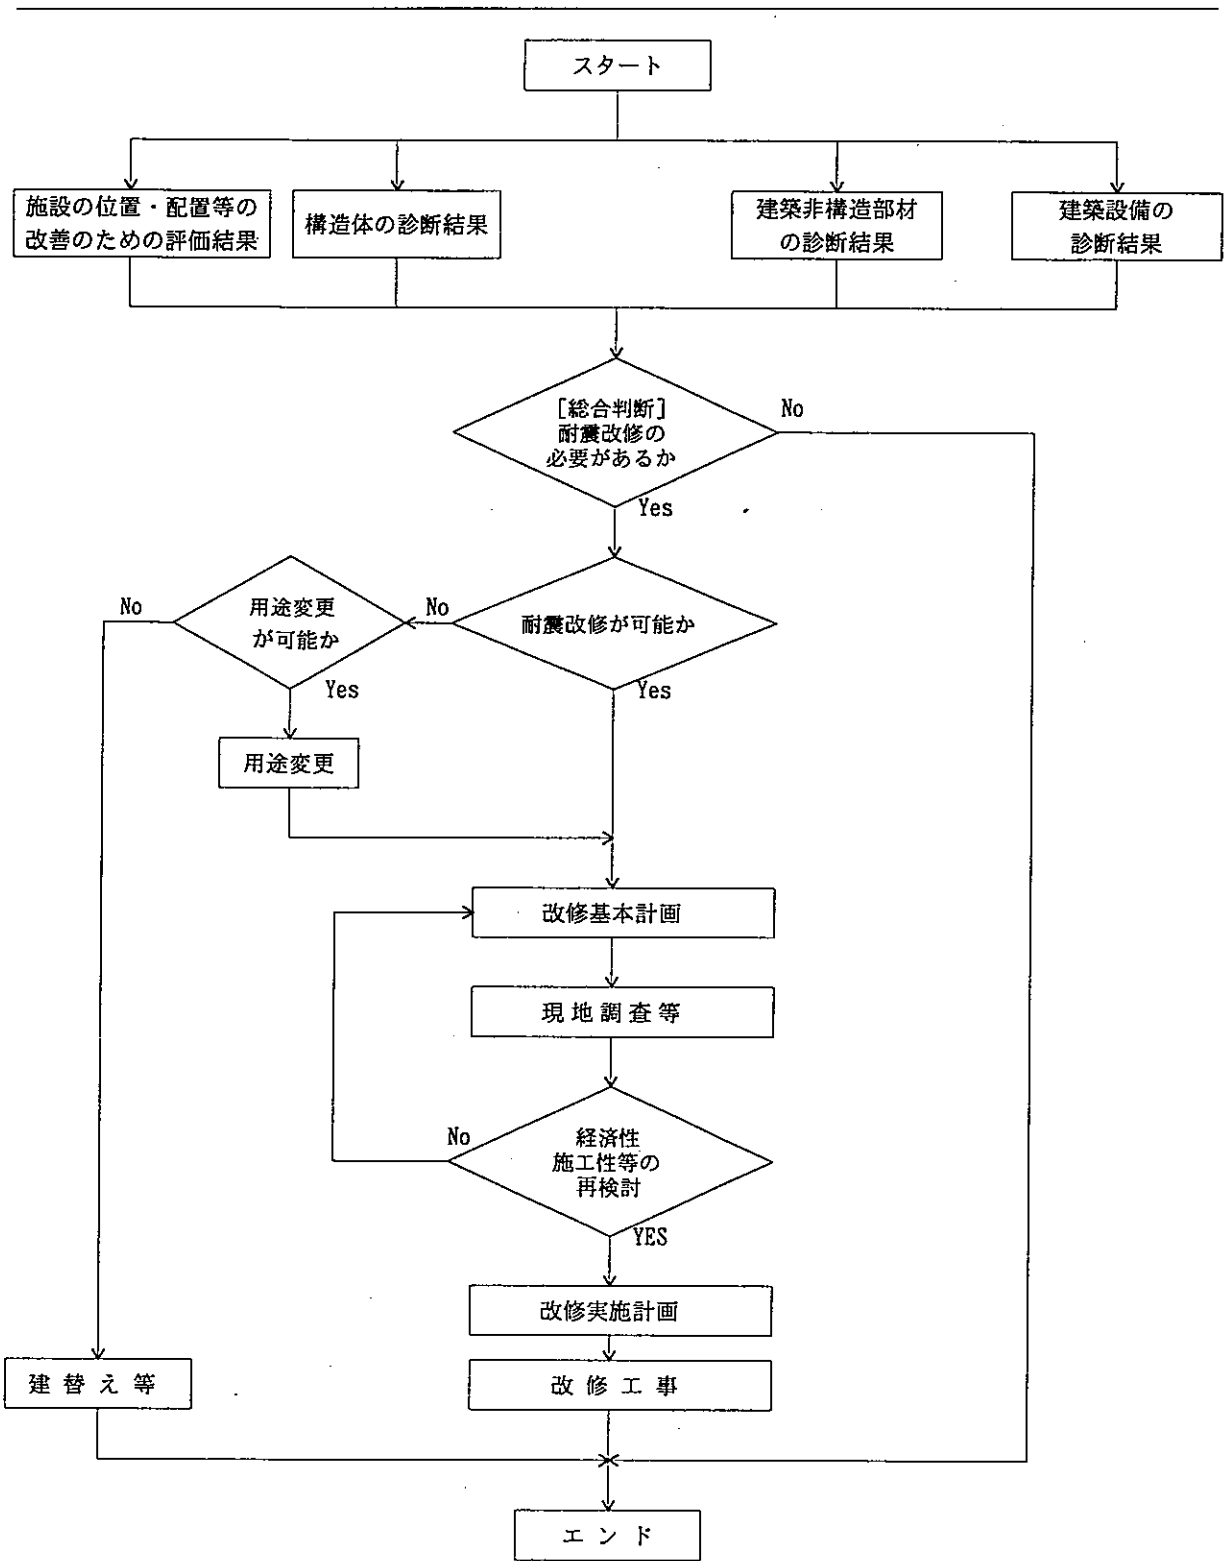 スタート
施設の位置・配置等の
改善のための評価結果
構造体の診断結果
建築非構造部材
の診断結果
建築設備の
診断結果
[総合判断]
耐震改修の
必要があるか
No
Yes
耐震改修が可能か
No
Yes
用途変更
が可能か
No
Yes
用途変更
改修基本計画
現地調査等
経済性
施工性等の
再検討
No
YES
改修実施計画
建替え等
改修工事
エンド